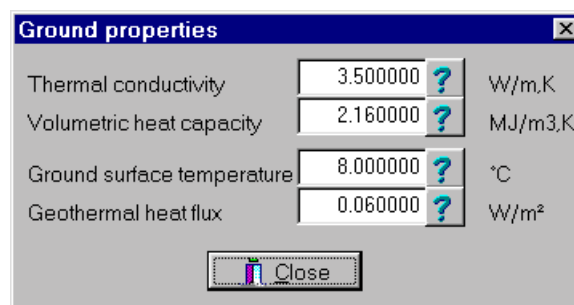 Ground properties
Thermal conductivity 3.500000 ? W/m,K
Volumetric heat capacity 2.160000 ? MJ/m3,K
Ground surface temperature 8.000000 ? °C
Geothermal heat flux 0.060000 ? W/m²
Close